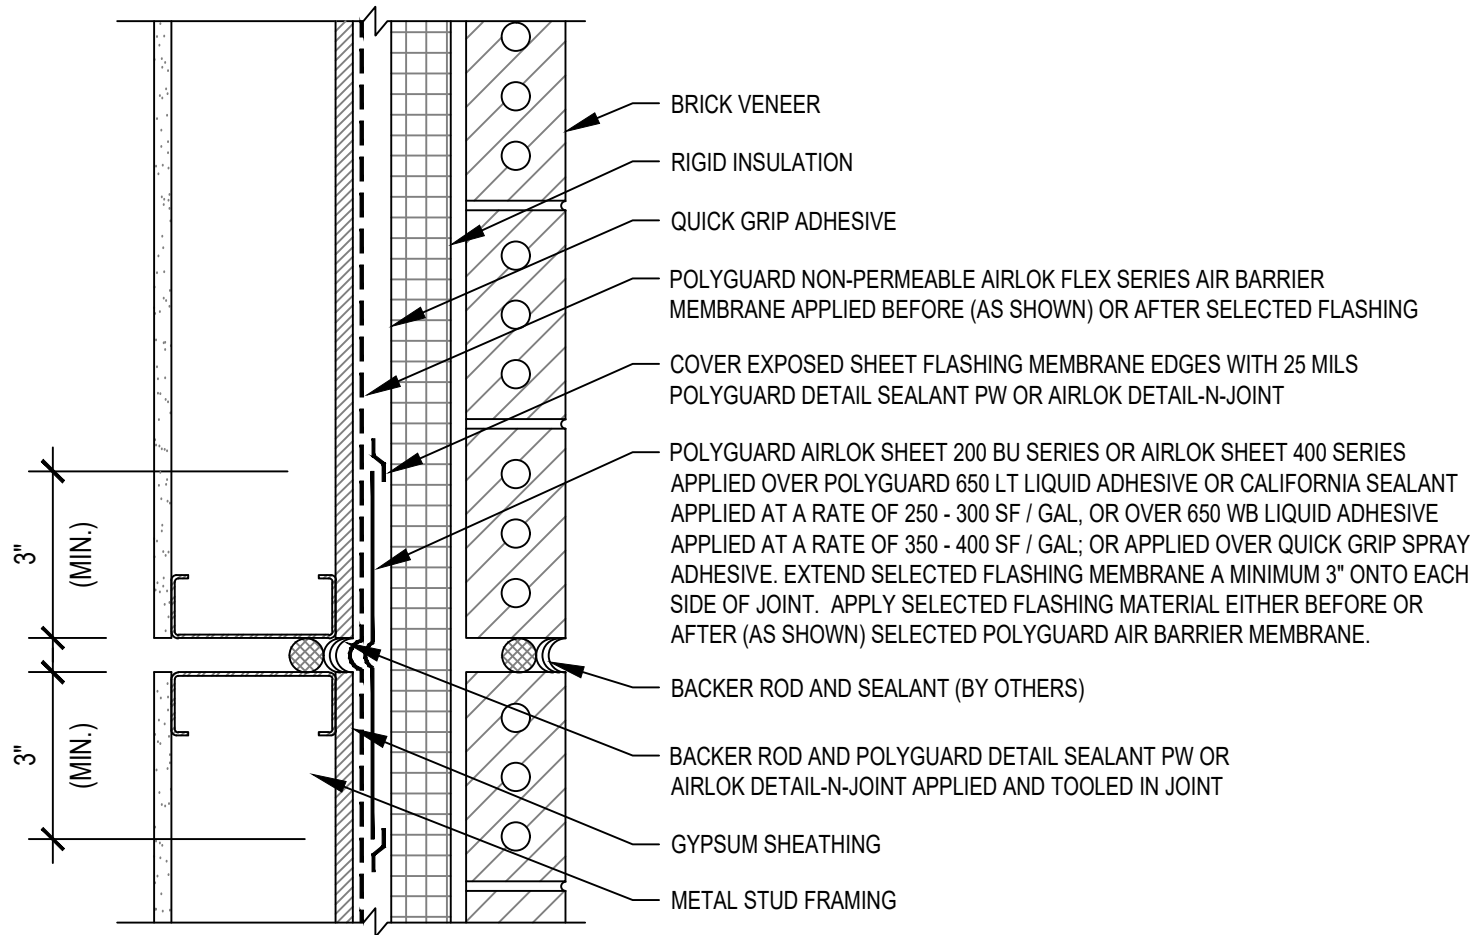 BRICK VENEER
RIGID INSULATION
QUICK GRIP ADHESIVE
POLYGUARD NON-PERMEABLE AIRLOK FLEX SERIES AIR BARRIER
MEMBRANE APPLIED BEFORE (AS SHOWN) OR AFTER SELECTED FLASHING
COVER EXPOSED SHEET FLASHING MEMBRANE EDGES WITH 25 MILS
POLYGUARD DETAIL SEALANT PW OR AIRLOK DETAIL-N-JOINT
POLYGUARD AIRLOK SHEET 200 BU SERIES OR AIRLOK SHEET 400 SERIES
APPLIED OVER POLYGUARD 650 LT LIQUID ADHESIVE OR CALIFORNIA SEALANT
APPLIED AT A RATE OF 250 - 300 SF / GAL, OR OVER 650 WB LIQUID ADHESIVE
APPLIED AT A RATE OF 350 - 400 SF / GAL; OR APPLIED OVER QUICK GRIP SPRAY
ADHESIVE. EXTEND SELECTED FLASHING MEMBRANE A MINIMUM 3" ONTO EACH
SIDE OF JOINT. APPLY SELECTED FLASHING MATERIAL EITHER BEFORE OR
AFTER (AS SHOWN) SELECTED POLYGUARD AIR BARRIER MEMBRANE.
BACKER ROD AND SEALANT (BY OTHERS)
BACKER ROD AND POLYGUARD DETAIL SEALANT PW OR
AIRLOK DETAIL-N-JOINT APPLIED AND TOOLED IN JOINT
GYPSUM SHEATHING
METAL STUD FRAMING
3"
(MIN.)
3"
(MIN.)